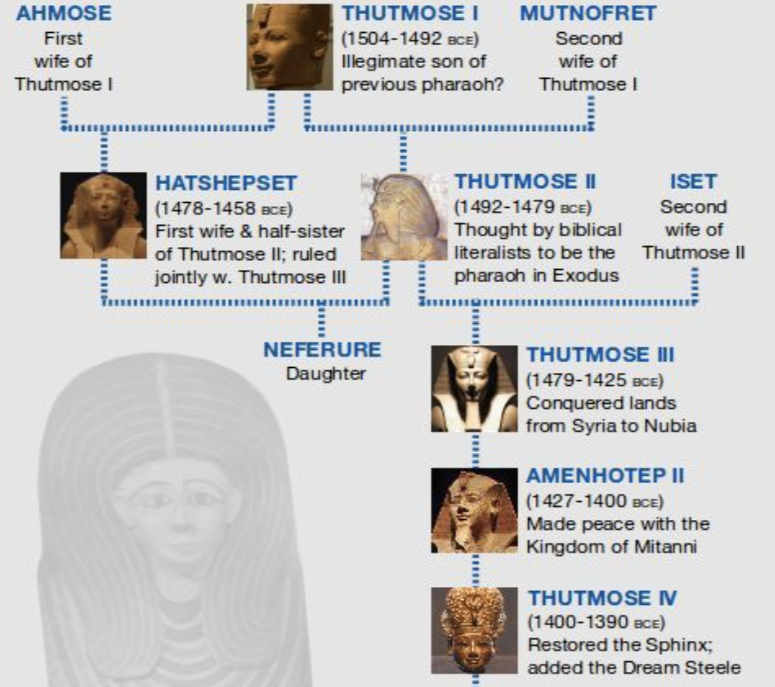 AHMOSE
First
wife of
Thutmose I
THUTMOSE I
(1504-1492 BCE)
Illegimate son of
previous pharaoh?
MUTNOFRET
Second
wife of
Thutmose I
HATSHEPSET
(1478-1458 BCE)
First wife & half-sister
of Thutmose II; ruled
jointly w. Thutmose III
THUTMOSE II
(1492-1479 BCE)
Thought by biblical
literalists to be the
pharaoh in Exodus
ISET
Second
wife of
Thutmose II
NEFERURE
Daughter
THUTMOSE III
(1479-1425 BCE)
Conquered lands
from Syria to Nubia
AMENHOTEP II
(1427-1400 BCE)
Made peace with the
Kingdom of Mitanni
THUTMOSE IV
(1400-1390 BCE)
Restored the Sphinx;
added the Dream Steele